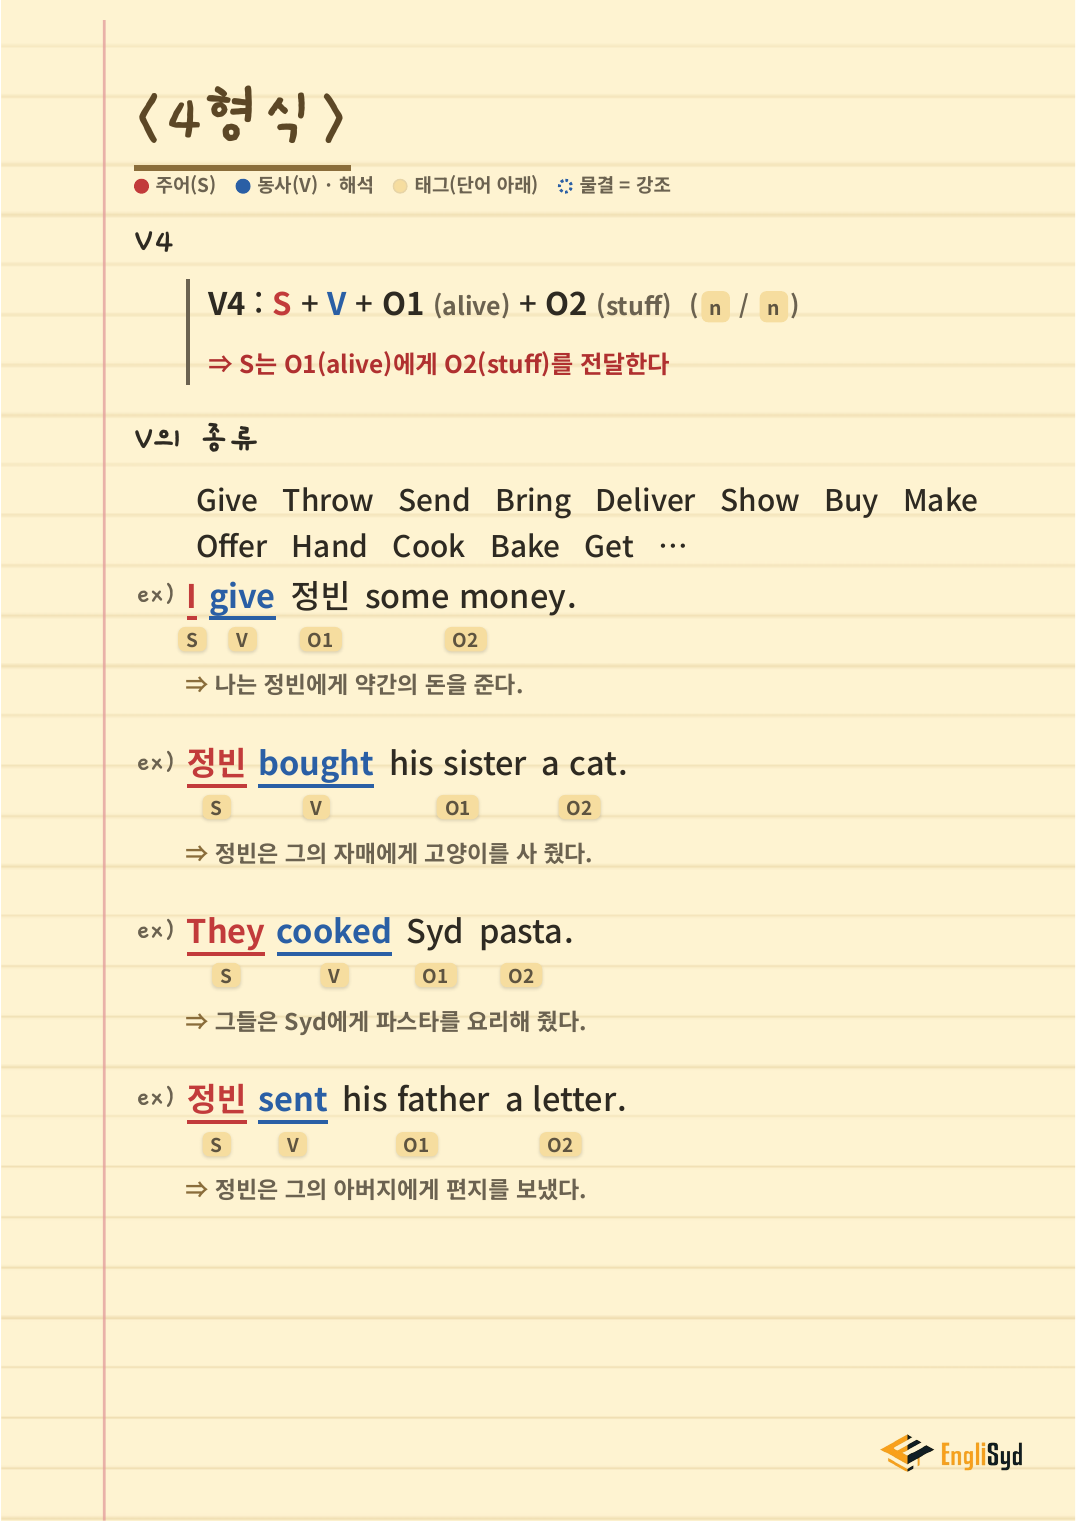 <4형식>
주어(S) 동사(V) · 해석 태그(단어 아래) 물결 = 강조
V4
V4 : S + V + O1 (alive) + O2 (stuff) ( n / n )
⇒ S는 O1(alive)에게 O2(stuff)를 전달한다
V의 종류
Give Throw Send Bring Deliver Show Buy Make
Offer Hand Cook Bake Get ⋯
ex) I give 정빈 some money.
S V O1 O2
⇒ 나는 정빈에게 약간의 돈을 준다.
ex) 정빈 bought his sister a cat.
S V O1 O2
⇒ 정빈은 그의 자매에게 고양이를 사 줬다.
ex) They cooked Syd pasta.
S V O1 O2
⇒ 그들은 Syd에게 파스타를 요리해 줬다.
ex) 정빈 sent his father a letter.
S V O1 O2
⇒ 정빈은 그의 아버지에게 편지를 보냈다.
EngliSyd